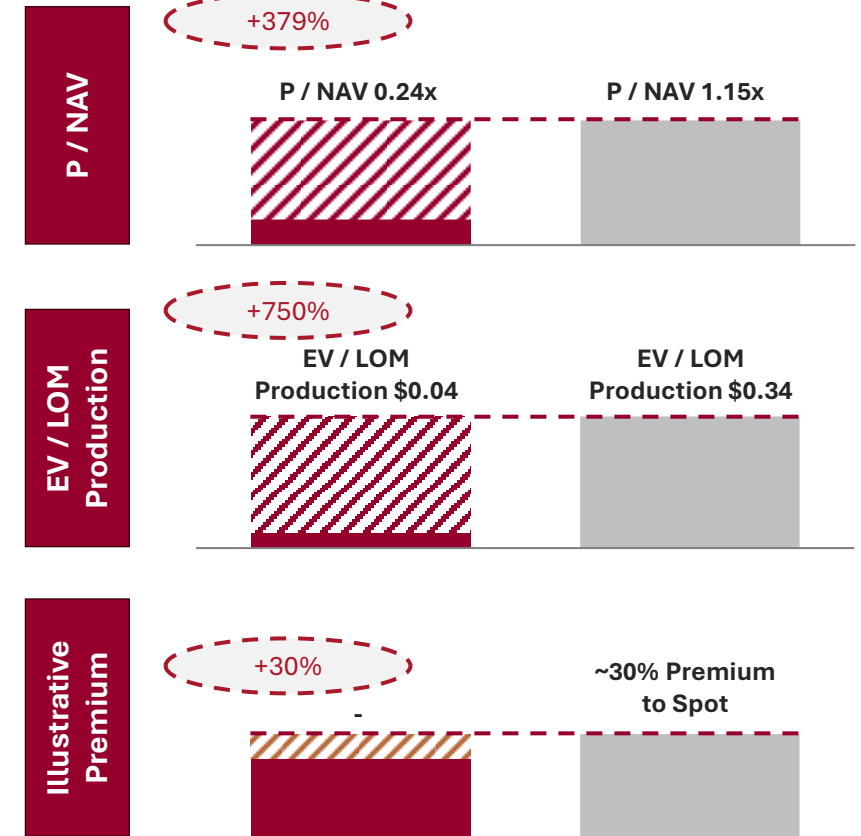 +379%
P / NAV
P / NAV 0.24x
P / NAV 1.15x
+750%
EV / LOM
Production
EV / LOM
Production $0.04
EV / LOM
Production $0.34
+30%
Illustrative
Premium
-
~30% Premium
to Spot